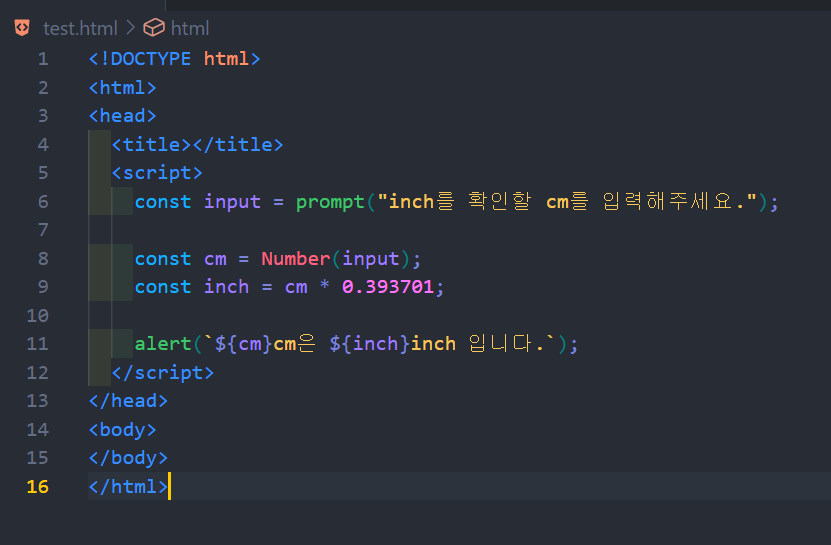 test.html > html
1 <!DOCTYPE html>
2 <html>
3 <head>
4 <title></title>
5 <script>
6 const input = prompt("inch를 확인할 cm를 입력해주세요.");
7
8 const cm = Number(input);
9 const inch = cm * 0.393701;
10
11 alert(`${cm}cm은 ${inch}inch 입니다.`);
12 </script>
13 </head>
14 <body>
15 </body>
16 </html>